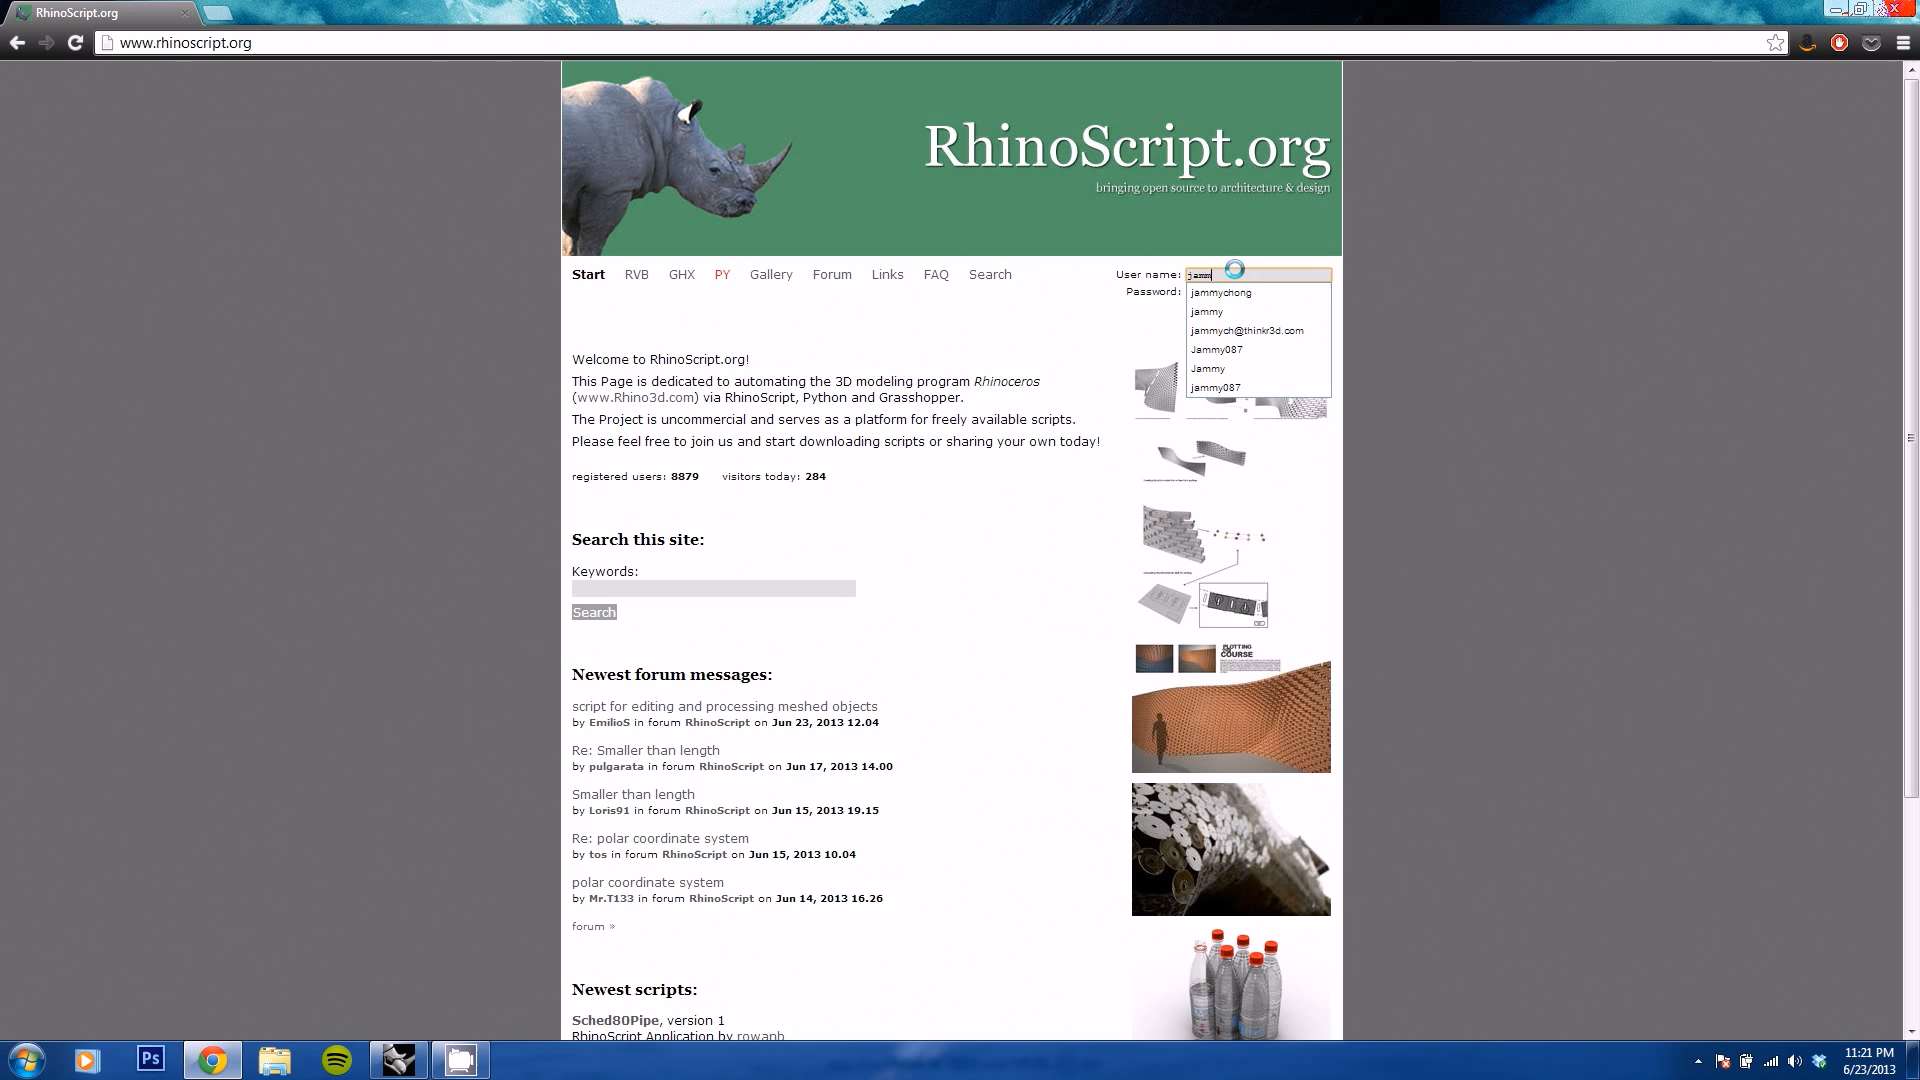 RhinoScript.org
www.rhinoscript.org
RhinoScript.org
bringing open source to architecture & design
Start RVB GHX PY Gallery Forum Links FAQ Search
User name: jamm
Password:
jammychong
jammy
jammych@thinkr3d.com
Jammy087
Jammy
jammy087
Welcome to RhinoScript.org!
This Page is dedicated to automating the 3D modeling program Rhinoceros
(www.Rhino3d.com) via RhinoScript, Python and Grasshopper.
The Project is uncommercial and serves as a platform for freely available scripts.
Please feel free to join us and start downloading scripts or sharing your own today!
registered users: 8879 visitors today: 284
Search this site:
Keywords:
Search
Newest forum messages:
script for editing and processing meshed objects
by EmilioS in forum RhinoScript on Jun 23, 2013 12.04
Re: Smaller than length
by pulgarata in forum RhinoScript on Jun 17, 2013 14.00
Smaller than length
by Loris91 in forum RhinoScript on Jun 15, 2013 19.15
Re: polar coordinate system
by tos in forum RhinoScript on Jun 15, 2013 10.04
polar coordinate system
by Mr.T133 in forum RhinoScript on Jun 14, 2013 16.26
forum »
Newest scripts:
Sched80Pipe, version 1
RhinoScript Application by rowanb
PLOTTING
COURSE
Ps
11:21 PM
6/23/2013